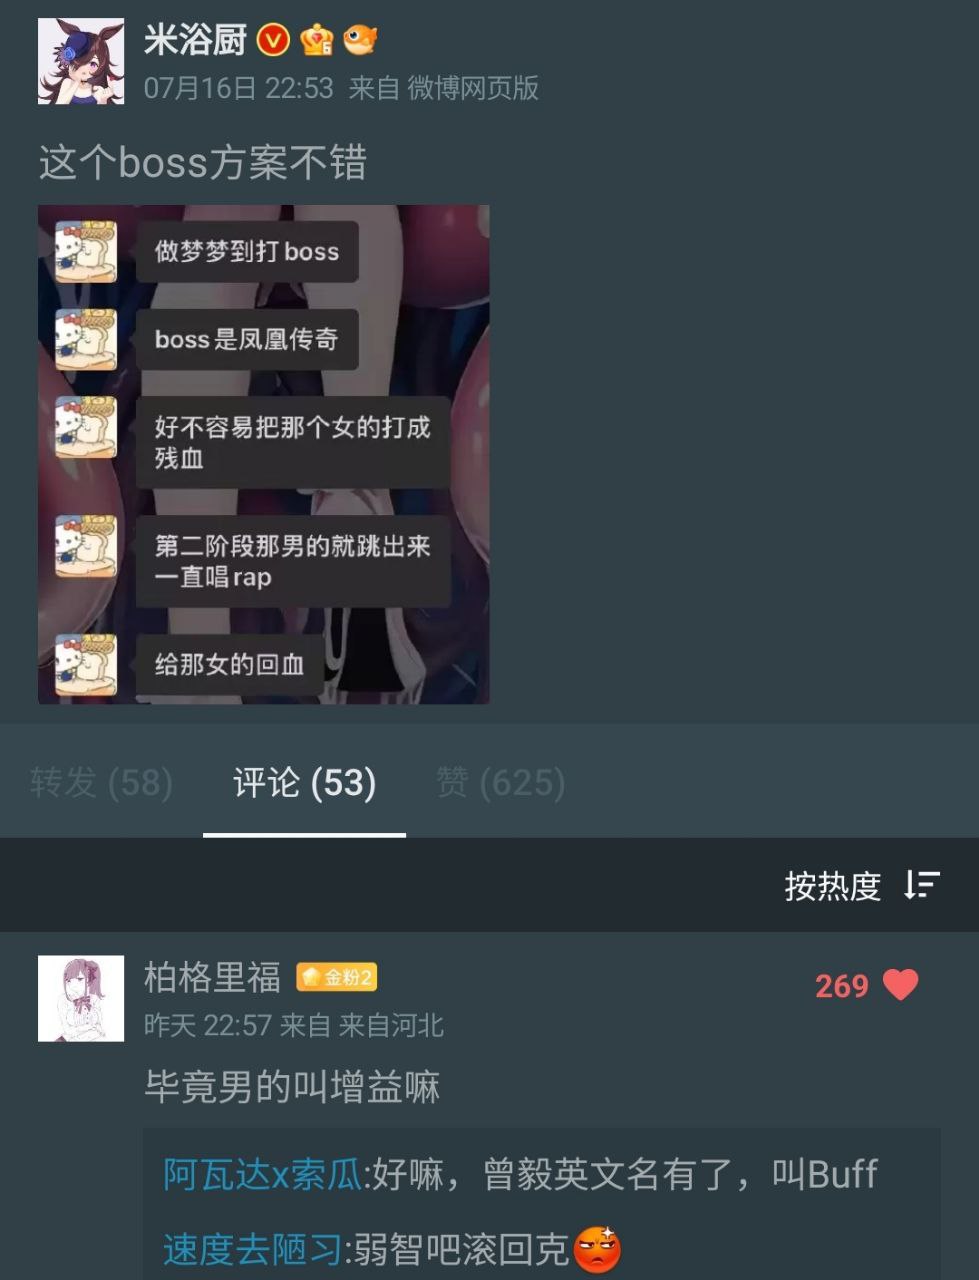 米浴厨
07月16日 22:53 来自 微博网页版
这个boss方案不错
做梦梦到打boss
boss是凤凰传奇
好不容易把那个女的打成
残血
第二阶段那男的就跳出来
一直唱rap
给那女的回血
转发 (58) 评论 (53) 赞 (625)
按热度
柏格里福 金粉2
269
昨天 22:57 来自 来自河北
毕竟男的叫增益嘛
阿瓦达x索瓜:好嘛，曾毅英文名有了，叫Buff
速度去陋习:弱智吧滚回克